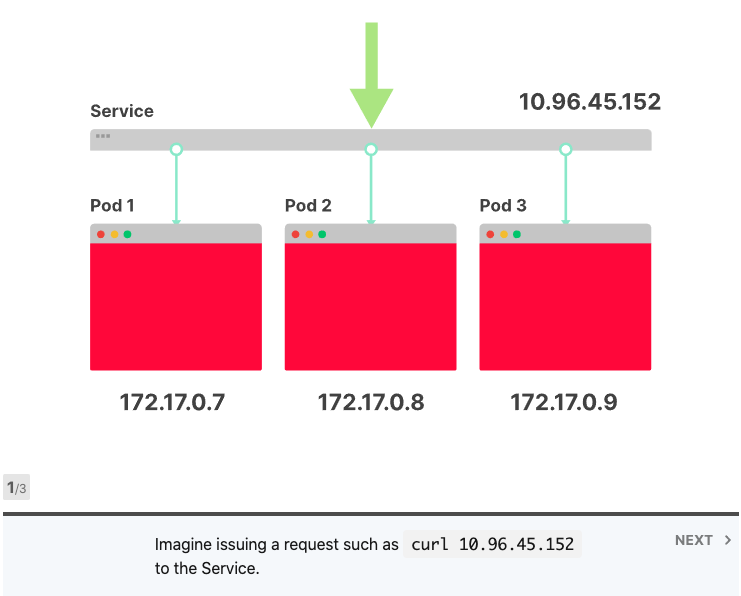 Service
10.96.45.152
Pod 1
Pod 2
Pod 3
172.17.0.7
172.17.0.8
172.17.0.9
1/3
Imagine issuing a request such as curl 10.96.45.152
to the Service.
NEXT